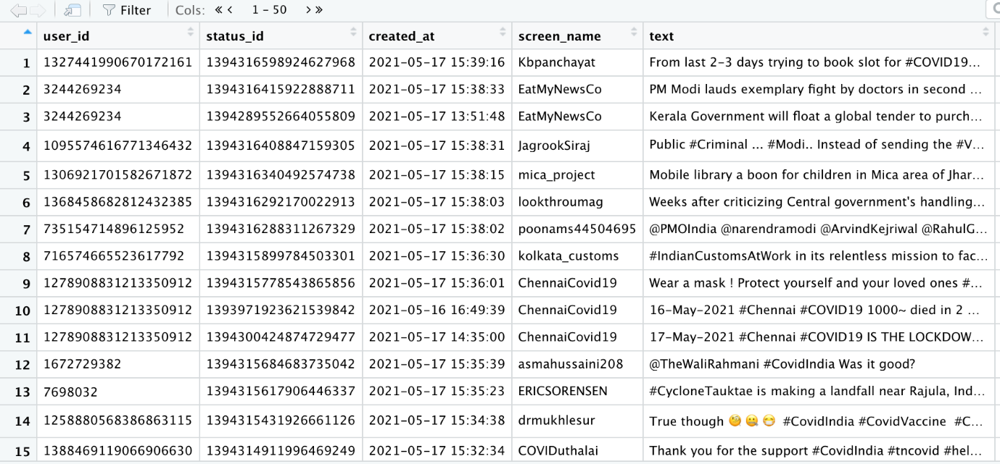 Filter Cols: « < 1 - 50 > »
user_id status_id created_at screen_name text
1 1327441990670172161 1394316598924627968 2021-05-17 15:39:16 Kbpanchayat From last 2-3 days trying to book slot for #COVID19...
2 3244269234 1394316415922888711 2021-05-17 15:38:33 EatMyNewsCo PM Modi lauds exemplary fight by doctors in second ...
3 3244269234 1394289552664055809 2021-05-17 13:51:48 EatMyNewsCo Kerala Government will float a global tender to purch...
4 1095574616771346432 1394316408847159305 2021-05-17 15:38:31 JagrookSiraj Public #Criminal ... #Modi.. Instead of sending the #V...
5 1306921701582671872 1394316340492574738 2021-05-17 15:38:15 mica_project Mobile library a boon for children in Mica area of Jhar...
6 1368458682812432385 1394316292170022913 2021-05-17 15:38:03 lookthroumag Weeks after criticizing Central government's handling...
7 735154714896125952 1394316288311267329 2021-05-17 15:38:02 poonams44504695 @PMOIndia @narendramodi @ArvindKejriwal @RahulG...
8 716574665523617792 1394315899784503301 2021-05-17 15:36:30 kolkata_customs #IndianCustomsAtWork in its relentless mission to fac...
9 1278908831213350912 1394315778543865856 2021-05-17 15:36:01 ChennaiCovid19 Wear a mask ! Protect yourself and your loved ones #...
10 1278908831213350912 1393971923621539842 2021-05-16 16:49:39 ChennaiCovid19 16-May-2021 #Chennai #COVID19 1000~ died in 2 ...
11 1278908831213350912 1394300424874729477 2021-05-17 14:35:00 ChennaiCovid19 17-May-2021 #Chennai #COVID19 IS THE LOCKDOW...
12 1672729382 1394315684683735042 2021-05-17 15:35:39 asmahussaini208 @TheWaliRahmani #CovidIndia Was it good?
13 7698032 1394315617906446337 2021-05-17 15:35:23 ERICSORENSEN #CycloneTauktae is making a landfall near Rajula, Ind...
14 1258880568386863115 1394315431926661126 2021-05-17 15:34:38 drmukhlesur True though 🧐🤐😷 #CovidIndia #CovidVaccine #C...
15 1388469119066906630 1394314911996469249 2021-05-17 15:32:34 COVIDuthalai Thank you for the support #CovidIndia #tncovid #hel...